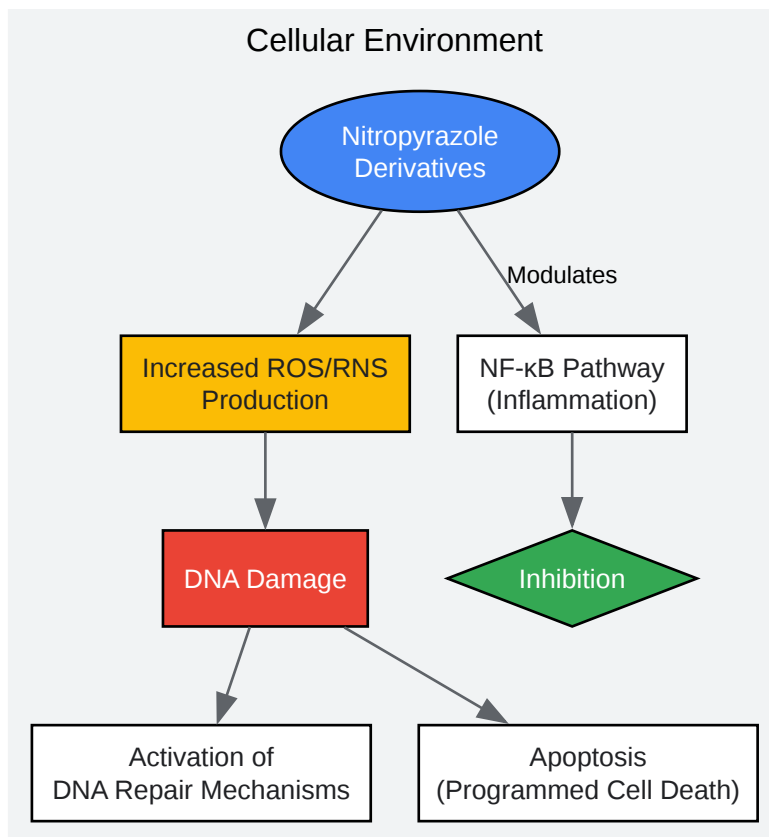 Cellular Environment
Nitropyrazole
Derivatives
Modulates
Increased ROS/RNS
Production
NF-κB Pathway
(Inflammation)
DNA Damage
Inhibition
Activation of
DNA Repair Mechanisms
Apoptosis
(Programmed Cell Death)